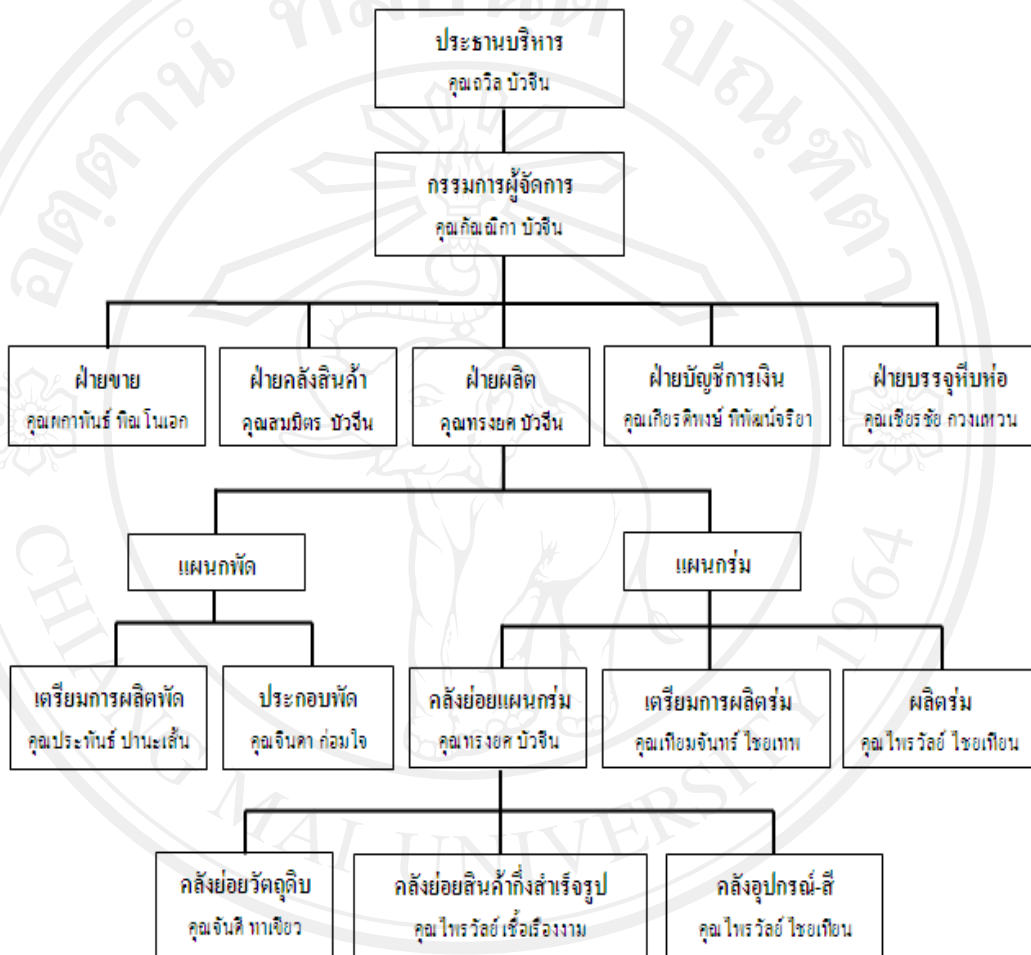 ประธานบริหาร
คุณถวิล บัวจีน
กรรมการผู้จัดการ
คุณกัณณิกา บัวจีน
ฝ่ายขาย
คุณผกาพันธ์ พิณโนเอก
ฝ่ายคลังสินค้า
คุณสมมิตร บัวจีน
ฝ่ายผลิต
คุณทรงยศ บัวจีน
ฝ่ายบัญชีการเงิน
คุณเกียรติพงษ์ พิพัฒน์จริยา
ฝ่ายบรรจุหีบห่อ
คุณเชียรชัย กวงแหวน
แผนกพัด
แผนกร่ม
เตรียมการผลิตพัด
คุณประพันธ์ ปานะเส้น
ประกอบพัด
คุณจินดา ก่อมใจ
คลังย่อยแผนกร่ม
คุณทรงยศ บัวจีน
เตรียมการผลิตร่ม
คุณเทียมจันทร์ ไชยเทพ
ผลิตร่ม
คุณไพรวัลย์ ไชยเทียน
คลังย่อยวัตถุดิบ
คุณจันดี ทาเขียว
คลังย่อยสินค้ากึ่งสำเร็จรูป
คุณไพรวัลย์ เชื้อเรืองงาม
คลังอุปกรณ์-สี
คุณไพรวัลย์ ไชยเทียน
CHIANG MAI UNIVERSITY 1964